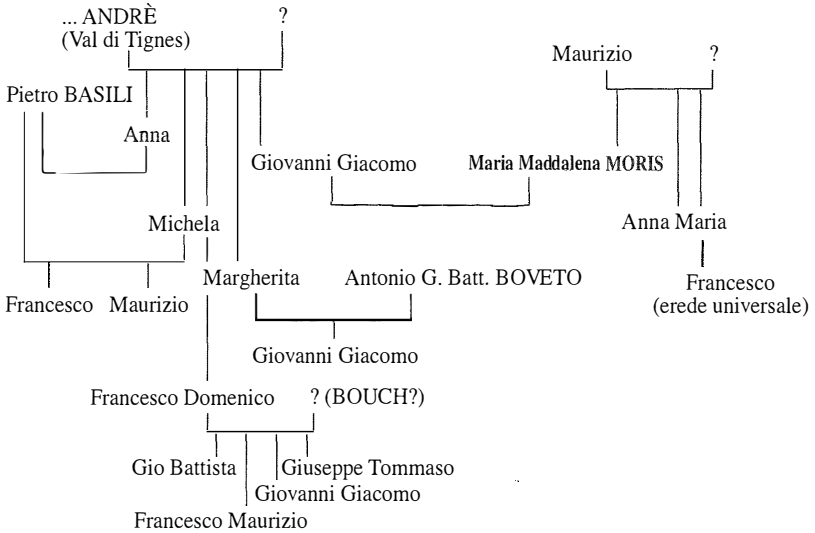 ... ANDRÈ ?
(Val di Tignes)
Maurizio ?
Pietro BASILI
Anna
Giovanni Giacomo Maria Maddalena MORIS
Michela Anna Maria
Margherita Antonio G. Batt. BOVETO
Francesco
Francesco Maurizio (erede universale)
Giovanni Giacomo
Francesco Domenico ? (BOUCH?)
Gio Battista Giuseppe Tommaso
Giovanni Giacomo
Francesco Maurizio